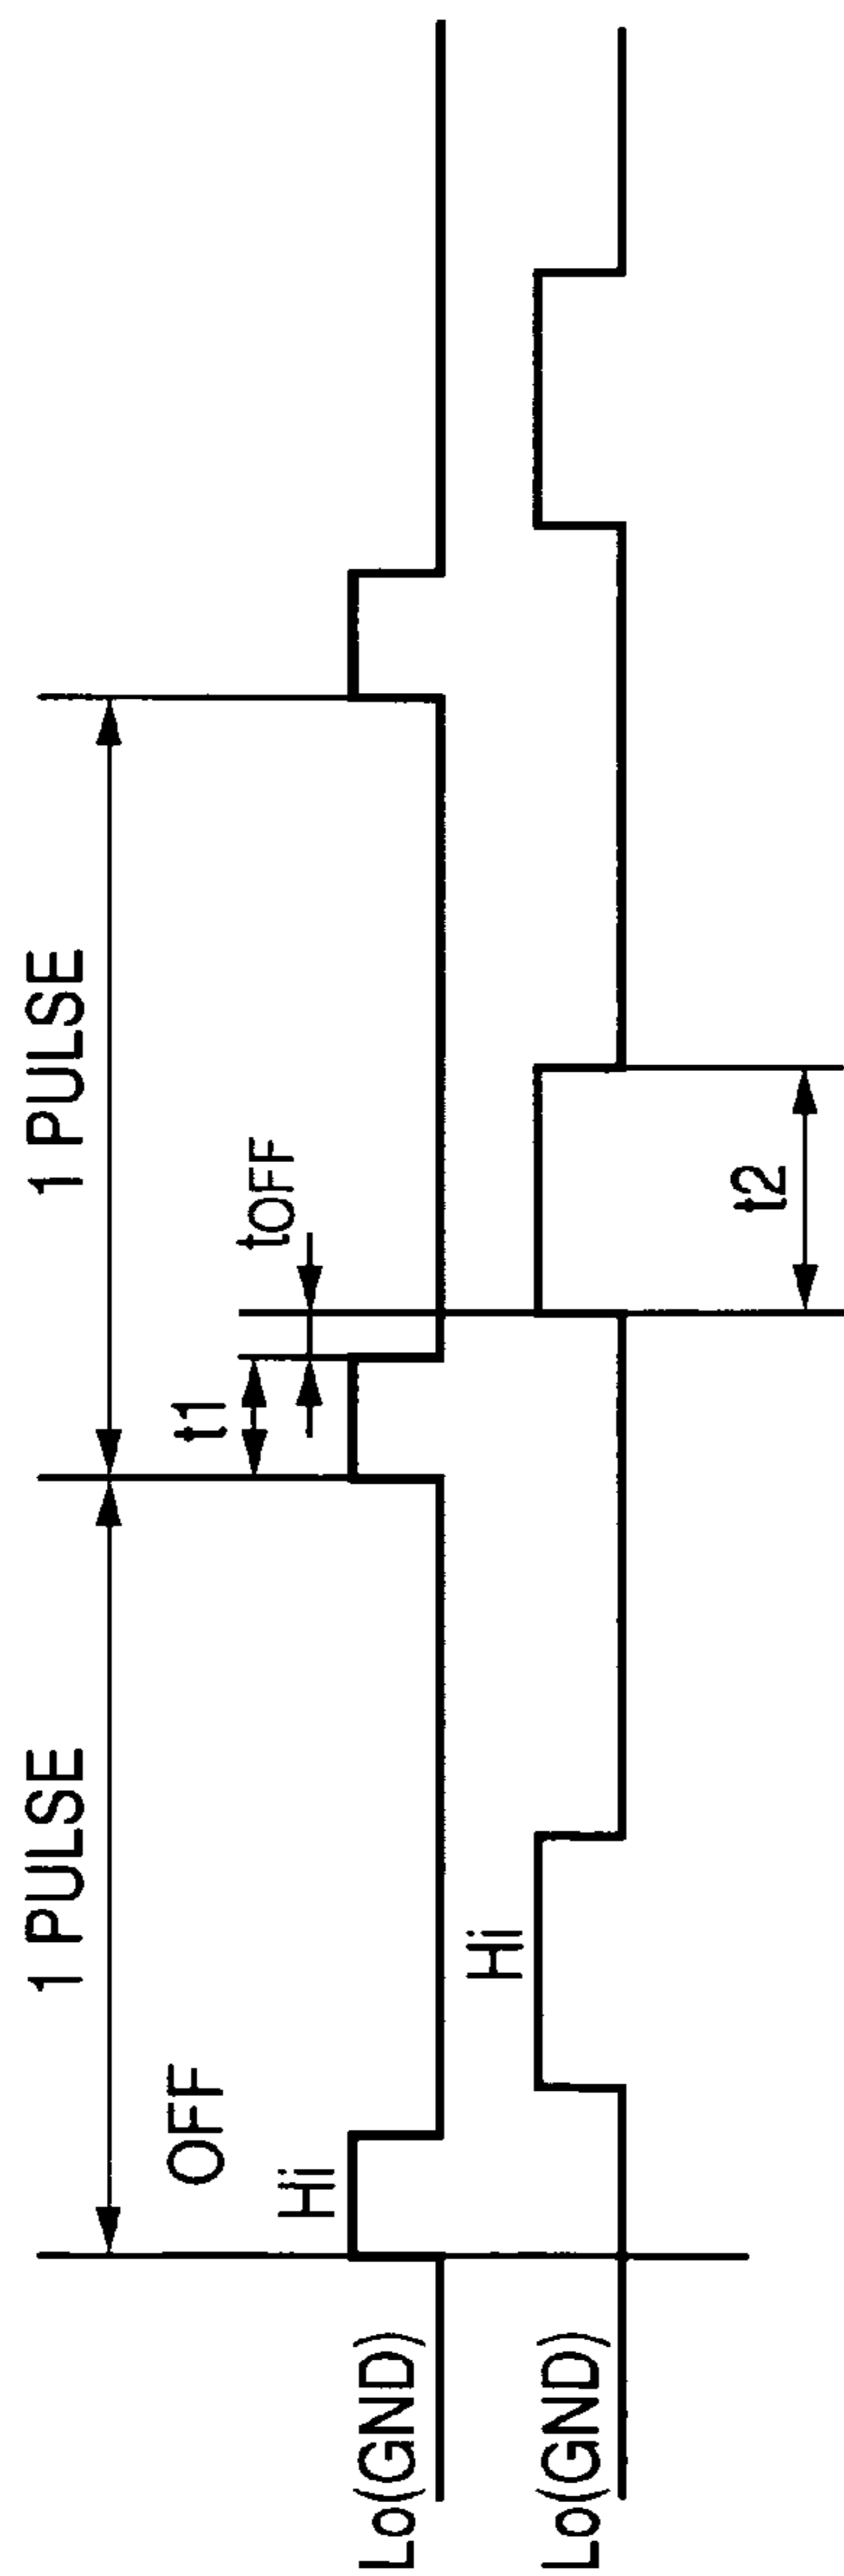 1 PULSE
1 PULSE
OFF
t1
tOFF
Hi
Lo(GND)
Hi
Lo(GND)
t2